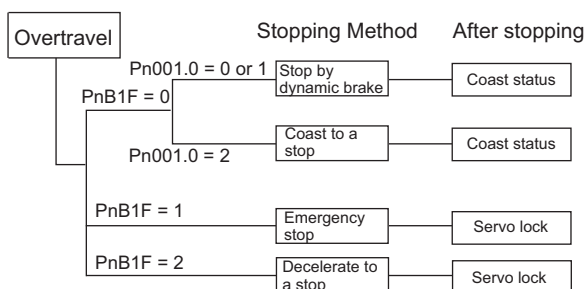 Overtravel
Stopping Method
After stopping
Pn001.0 = 0 or 1
Stop by
dynamic brake
Coast status
PnB1F = 0
Coast to a
stop
Coast status
Pn001.0 = 2
PnB1F = 1
Emergency
stop
Servo lock
PnB1F = 2
Decelerate to
a stop
Servo lock